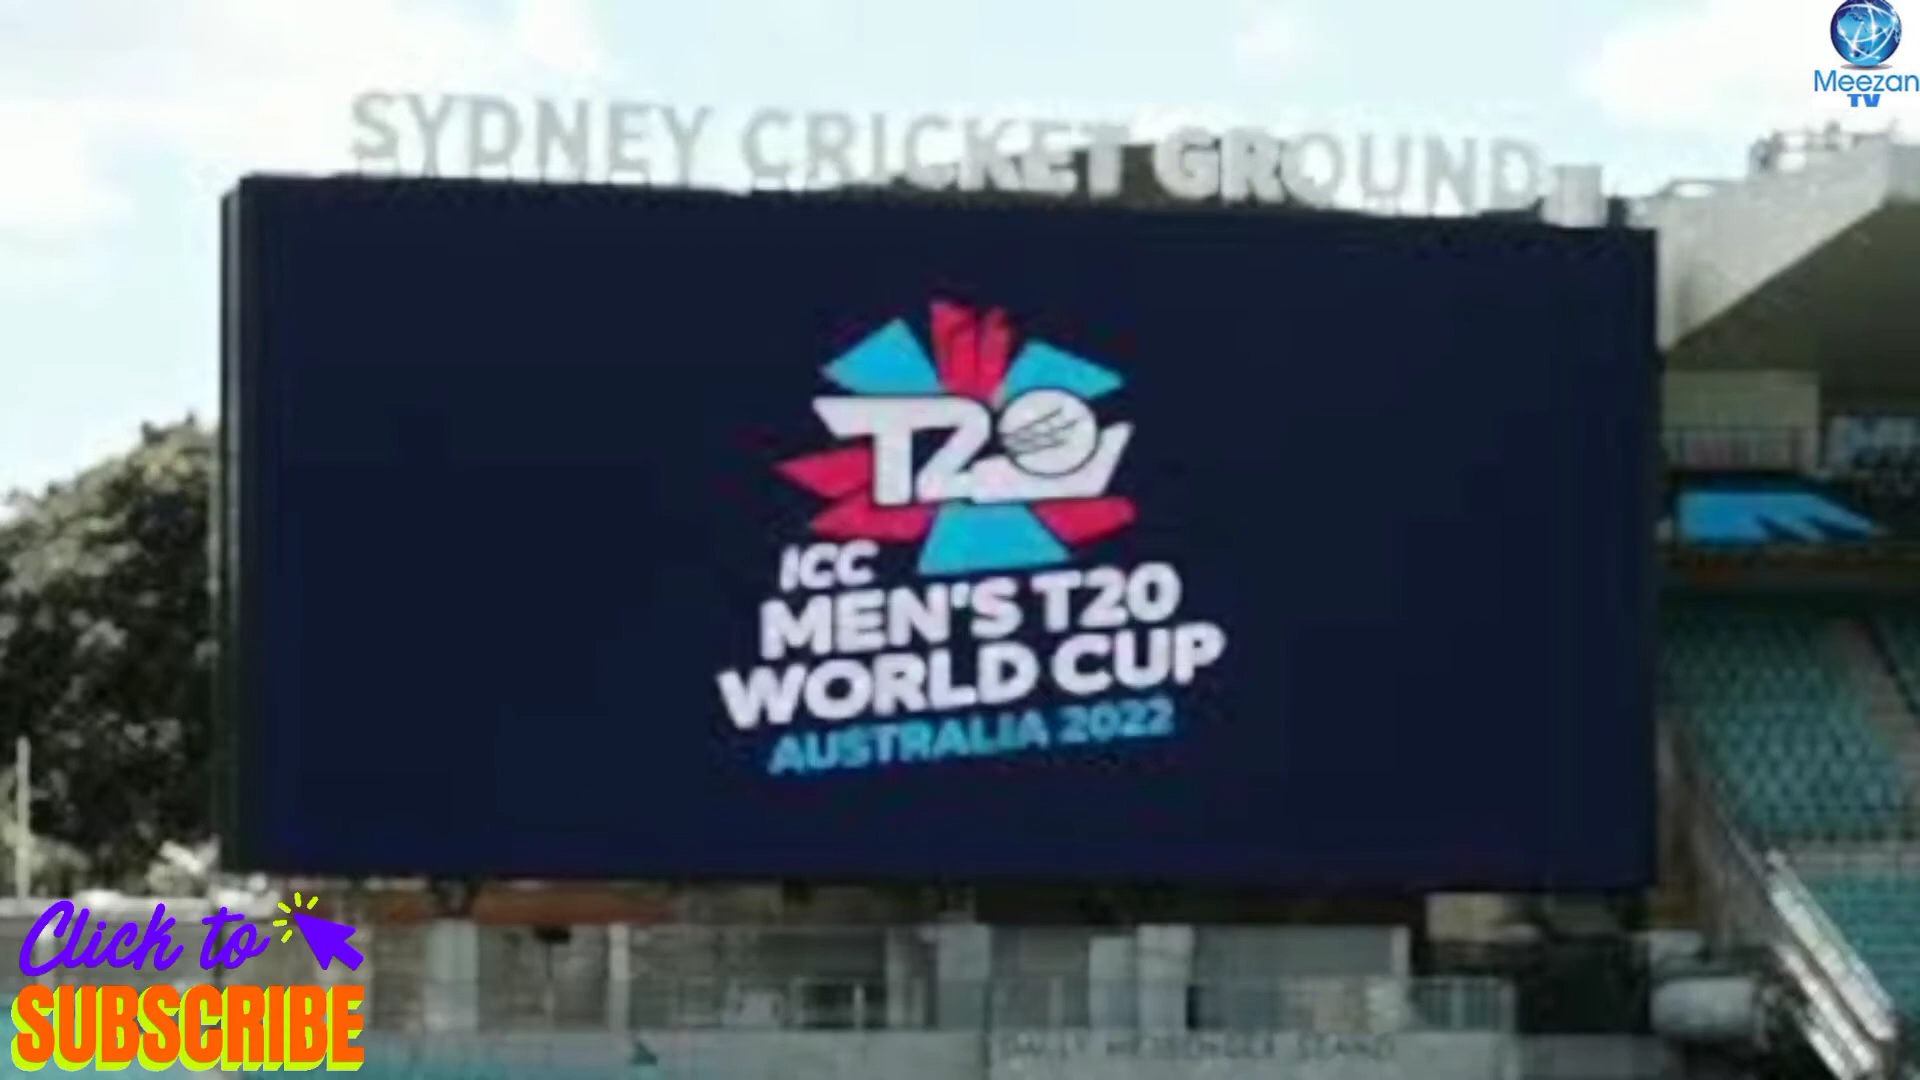 Meezan
TV
SYDNEY CRICKET GROUND
T20
ICC
MEN'S T20
WORLD CUP
AUSTRALIA 2022
Click to
SUBSCRIBE